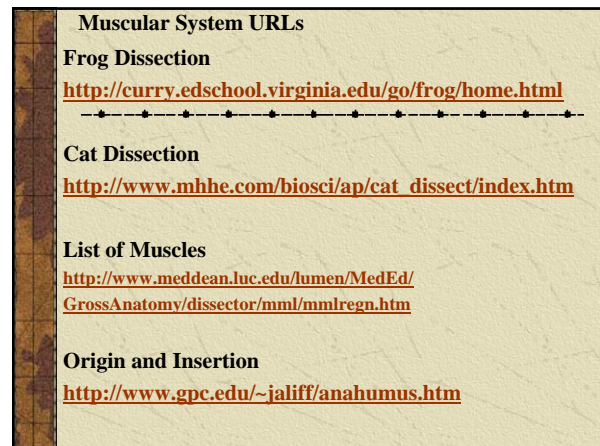 Muscular System URLs
Frog Dissection
http://curry.edschool.virginia.edu/go/frog/home.html
Cat Dissection
http://www.mhhe.com/biosci/ap/cat_dissect/index.htm
List of Muscles
http://www.meddean.luc.edu/lumen/MedEd/
GrossAnatomy/dissector/mml/mmlregn.htm
Origin and Insertion
http://www.gpc.edu/~jaliff/anahumus.htm